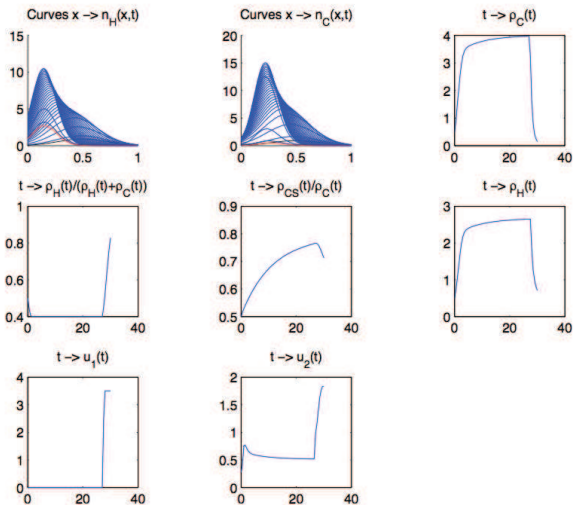 Curves x -> n_H(x,t)
15
10
5
0
0 0.5 1
Curves x -> n_C(x,t)
20
15
10
5
0
0 0.5 1
t -> ρ_C(t)
4
3
2
1
0
0 20 40
t -> ρ_H(t)/(ρ_H(t)+ρ_C(t))
1
0.8
0.6
0.4
0 20 40
t -> ρ_CS(t)/ρ_C(t)
0.9
0.8
0.7
0.6
0.5
0 20 40
t -> ρ_H(t)
3
2
1
0
0 20 40
t -> u_1(t)
4
3
2
1
0
0 20 40
t -> u_2(t)
2
1.5
1
0.5
0
0 20 40